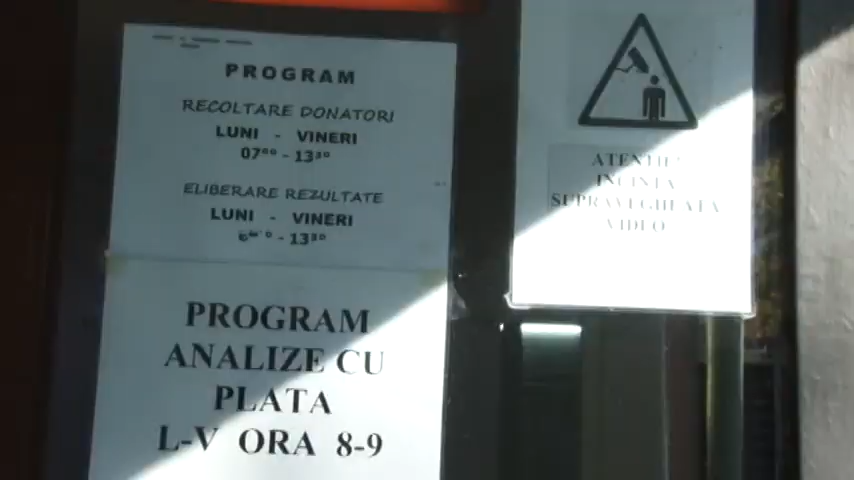 PROGRAM
RECOLTARE DONATORI
LUNI - VINERI
07⁰⁰ - 13³⁰
ELIBERARE REZULTATE
LUNI - VINERI
- 13³⁰
PROGRAM
ANALIZE CU
PLATA
L-V ORA 8-9
ATENTIE!
INCINTA
SUPRAVEGHEATA
VIDEO